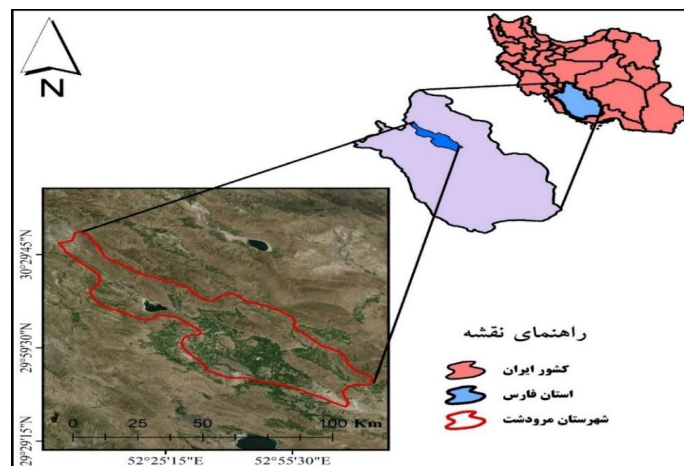 N
راهنمای نقشه
کشور ایران
استان فارس
شهرستان مرودشت
30°29'45"N
29°59'30"N
29°29'15"N
0 25 50 100 Km
52°25'15"E 52°55'30"E